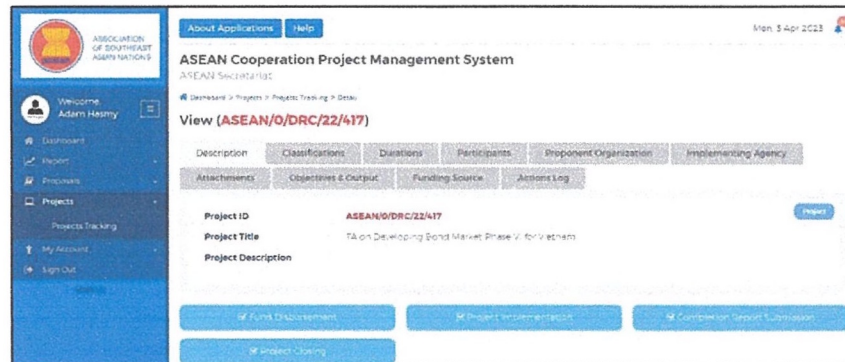 ASSOCIATION
OF SOUTHEAST
ASIAN NATIONS
About Applications
Help
Mon, 3 Apr 2023
ASEAN Cooperation Project Management System
ASEAN Secretariat
Dashboard > Projects > Projects Tracking > Detail
Welcome,
Adam Hasmy
View (ASEAN/0/DRC/22/417)
Dashboard
Report
Proposals
Projects
Projects Tracking
My Account
Sign Out
Description
Classifications
Durations
Participants
Proponent Organization
Implementing Agency
Attachments
Objectives & Output
Funding Source
Actions Log
Project
Project ID ASEAN/0/DRC/22/417
Project Title TA on Developing Bond Market Phase V, for Vietnam
Project Description
Fund Disbursement
Project Implementation
Completion Report Submission
Project Closing